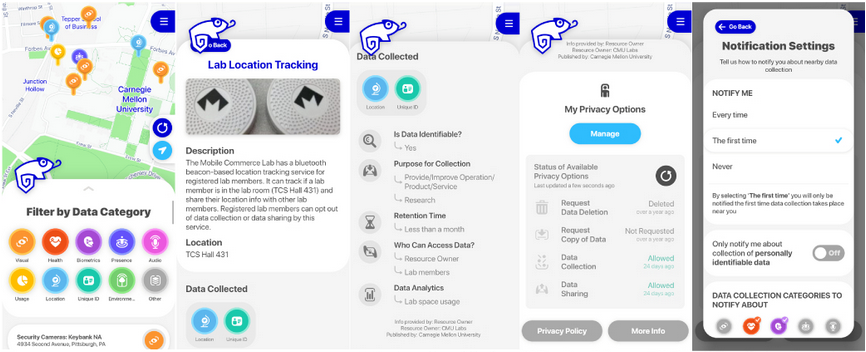 Tepper School
of Business
Forbes Av
Forbes Ave
Junction
Hollow
Carnegie
Mellon
University
Filter by Data Category
Visual
Health
Biometrics
Presence
Audio
Usage
Location
Unique ID
Environme...
Other
Security Cameras: Keybank NA
4934 Second Avenue, Pittsburgh, PA
Go Back
Lab Location Tracking
Description
The Mobile Commerce Lab has a bluetooth
beacon-based location tracking service for
registered lab members. It can track if a lab
member is in the lab room (TCS Hall 431) and
share their location info with other lab
members. Registered lab members can opt out
of data collection or data sharing by this
service.
Location
TCS Hall 431
Data Collected
Location
Unique ID
Data Collected
Location
Unique ID
Is Data Identifiable?
Yes
Purpose for Collection
Provide/Improve Operation/
Product/Service
Research
Retention Time
Less than a month
Who Can Access Data?
Resource Owner
Lab members
Data Analytics
Lab space usage
Info provided by: Resource Owner
Resource Owner: CMU Labs
Published by: Carnegie Mellon University
Info provided by: Resource Owner
Resource Owner: CMU Labs
Published by: Carnegie Mellon University
My Privacy Options
Manage
Status of Available
Privacy Options
Last updated a few seconds ago
Request
Data Deletion
Deleted
over a year ago
Request
Copy of Data
Not Requested
over a year ago
Data
Collection
Allowed
24 days ago
Data
Sharing
Allowed
24 days ago
Privacy Policy
More Info
Go Back
Notification Settings
Tell us how to notify you about nearby data
collection
NOTIFY ME
Every time
The first time
Never
By selecting 'The first time' you will only be
notified the first time data collection takes place
near you
Only notify me about
collection of personally
identifiable data
Off
DATA COLLECTION CATEGORIES TO
NOTIFY ABOUT